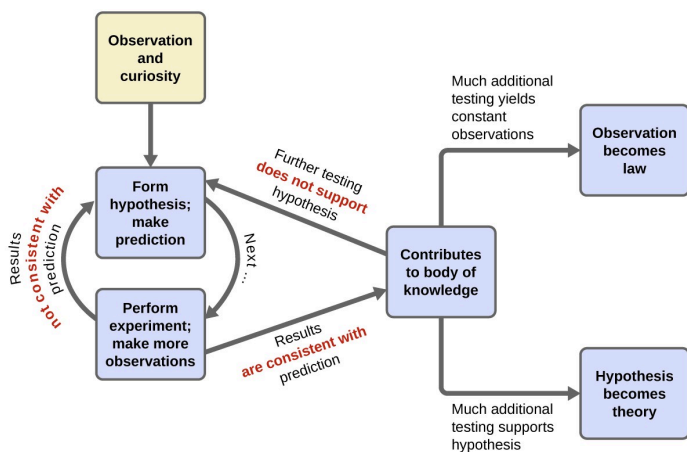 Observation
and
curiosity
Form
hypothesis;
make
prediction
Results
not consistent with
prediction
Next ...
Perform
experiment;
make more
observations
Further testing
does not support
hypothesis
Results
are consistent with
prediction
Contributes
to body of
knowledge
Much additional
testing yields
constant
observations
Observation
becomes
law
Much additional
testing supports
hypothesis
Hypothesis
becomes
theory